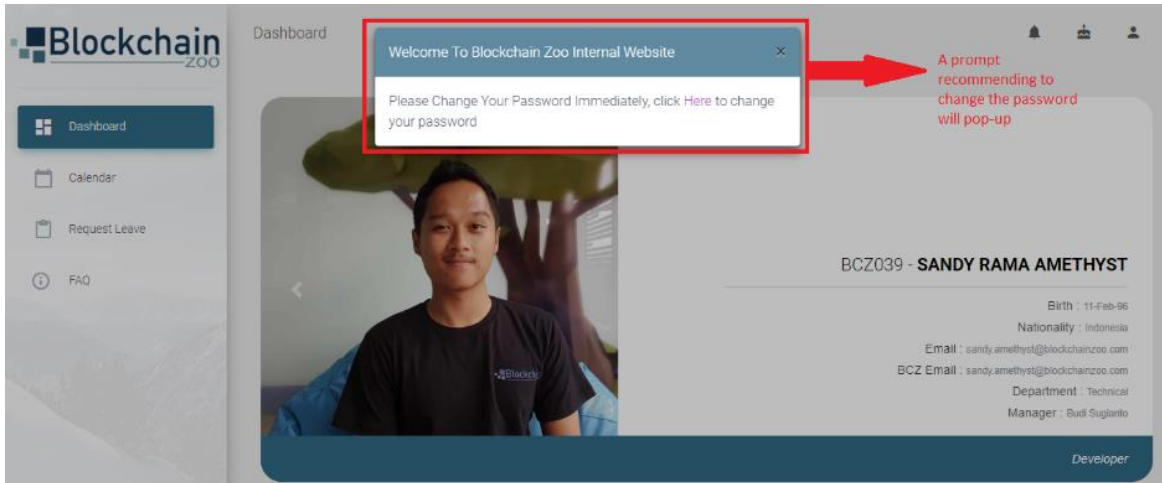 Blockchain
ZOO
Dashboard
Calendar
Request Leave
FAQ
Dashboard
Welcome To Blockchain Zoo Internal Website ×
Please Change Your Password Immediately, click Here to change
your password
A prompt
recommending to
change the password
will pop-up
Blockch
BCZ039 - SANDY RAMA AMETHYST
Birth : 11-Feb-96
Nationality : Indonesia
Email : sandy.amethyst@blockchainzoo.com
BCZ Email : sandy.amethyst@blockchainzoo.com
Department : Technical
Manager : Budi Sugianto
Developer